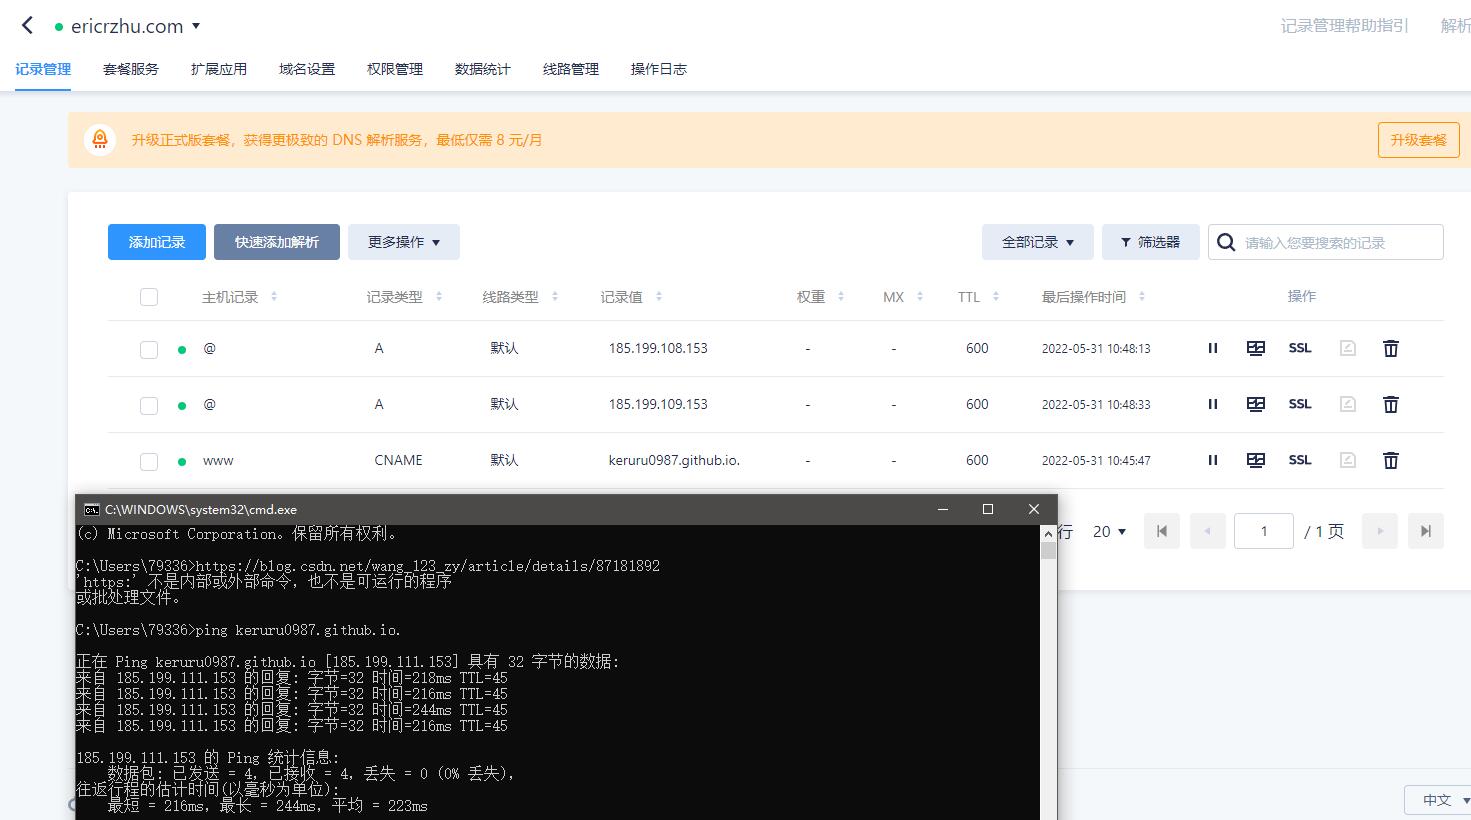 ericrzhu.com
记录管理帮助指引 解析
记录管理 套餐服务 扩展应用 域名设置 权限管理 数据统计 线路管理 操作日志
升级正式版套餐，获得更极致的 DNS 解析服务，最低仅需 8 元/月 升级套餐
添加记录 快速添加解析 更多操作 全部记录 筛选器 请输入您要搜索的记录
主机记录 记录类型 线路类型 记录值 权重 MX TTL 最后操作时间 操作
@ A 默认 185.199.108.153 - - 600 2022-05-31 10:48:13 SSL
@ A 默认 185.199.109.153 - - 600 2022-05-31 10:48:33 SSL
www CNAME 默认 keruru0987.github.io. - - 600 2022-05-31 10:45:47 SSL
行 20 1 / 1 页
C:\WINDOWS\system32\cmd.exe
(c) Microsoft Corporation。保留所有权利。
C:\Users\79336>https://blog.csdn.net/wang_123_zy/article/details/87181892
'https:' 不是内部或外部命令，也不是可运行的程序
或批处理文件。
C:\Users\79336>ping keruru0987.github.io.
正在 Ping keruru0987.github.io [185.199.111.153] 具有 32 字节的数据:
来自 185.199.111.153 的回复: 字节=32 时间=218ms TTL=45
来自 185.199.111.153 的回复: 字节=32 时间=216ms TTL=45
来自 185.199.111.153 的回复: 字节=32 时间=244ms TTL=45
来自 185.199.111.153 的回复: 字节=32 时间=216ms TTL=45
185.199.111.153 的 Ping 统计信息:
数据包: 已发送 = 4，已接收 = 4，丢失 = 0 (0% 丢失)，
往返行程的估计时间(以毫秒为单位):
最短 = 216ms，最长 = 244ms，平均 = 223ms
中文